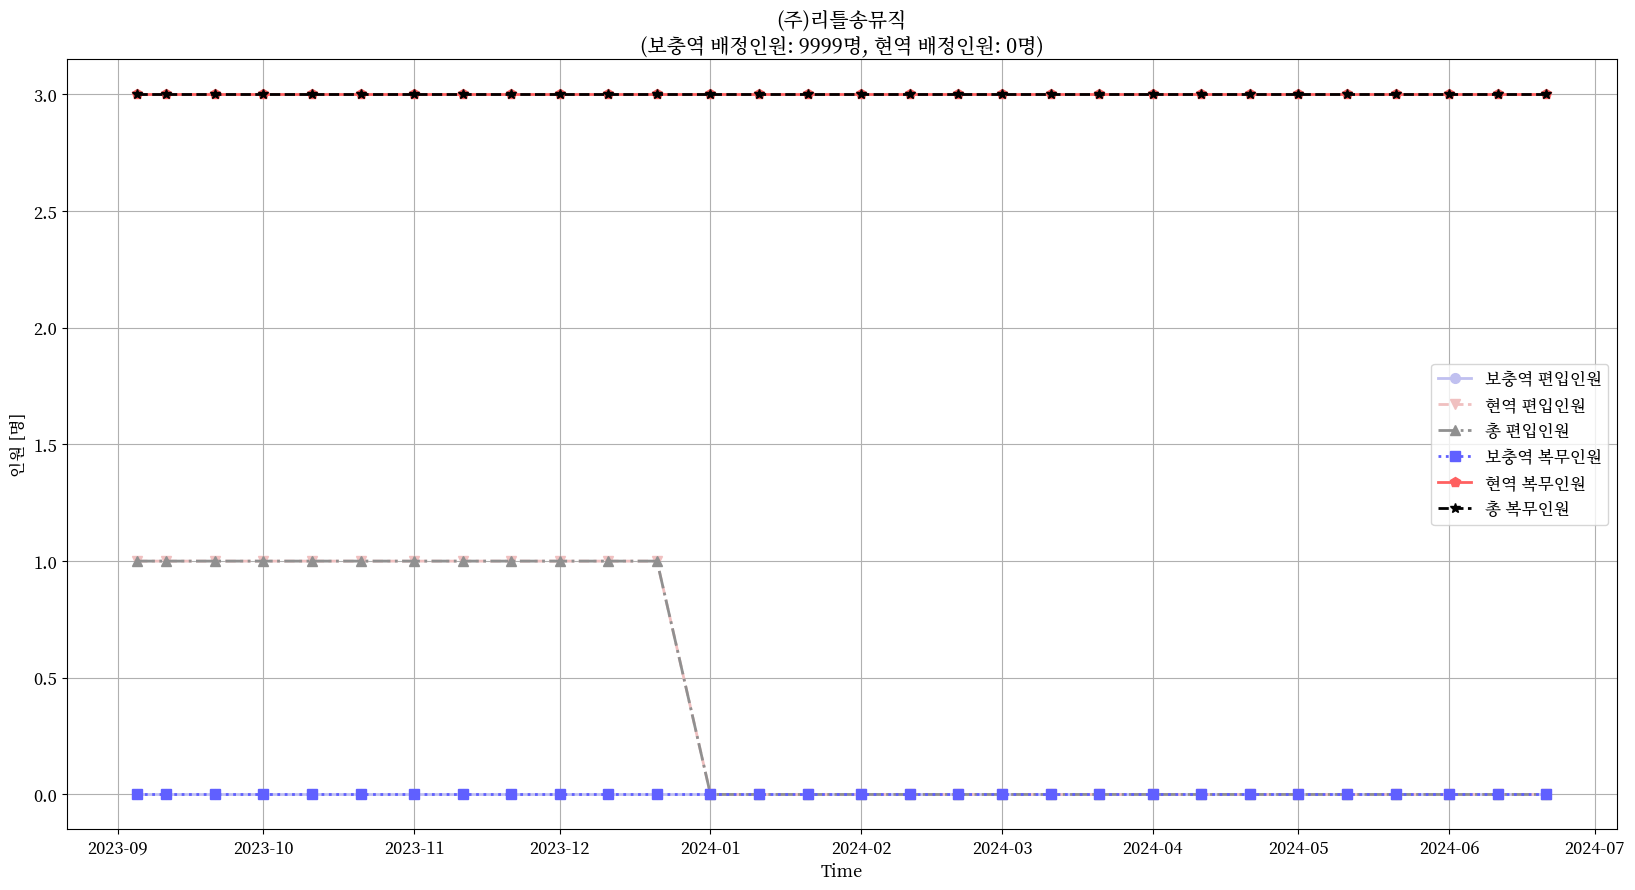 (주)리틀송뮤직
(보충역 배정인원: 9999명, 현역 배정인원: 0명)
3.0
2.5
2.0
1.5
1.0
0.5
0.0
인원 [명]
보충역 편입인원
현역 편입인원
총 편입인원
보충역 복무인원
현역 복무인원
총 복무인원
2023-09 2023-10 2023-11 2023-12 2024-01 2024-02 2024-03 2024-04 2024-05 2024-06 2024-07
Time